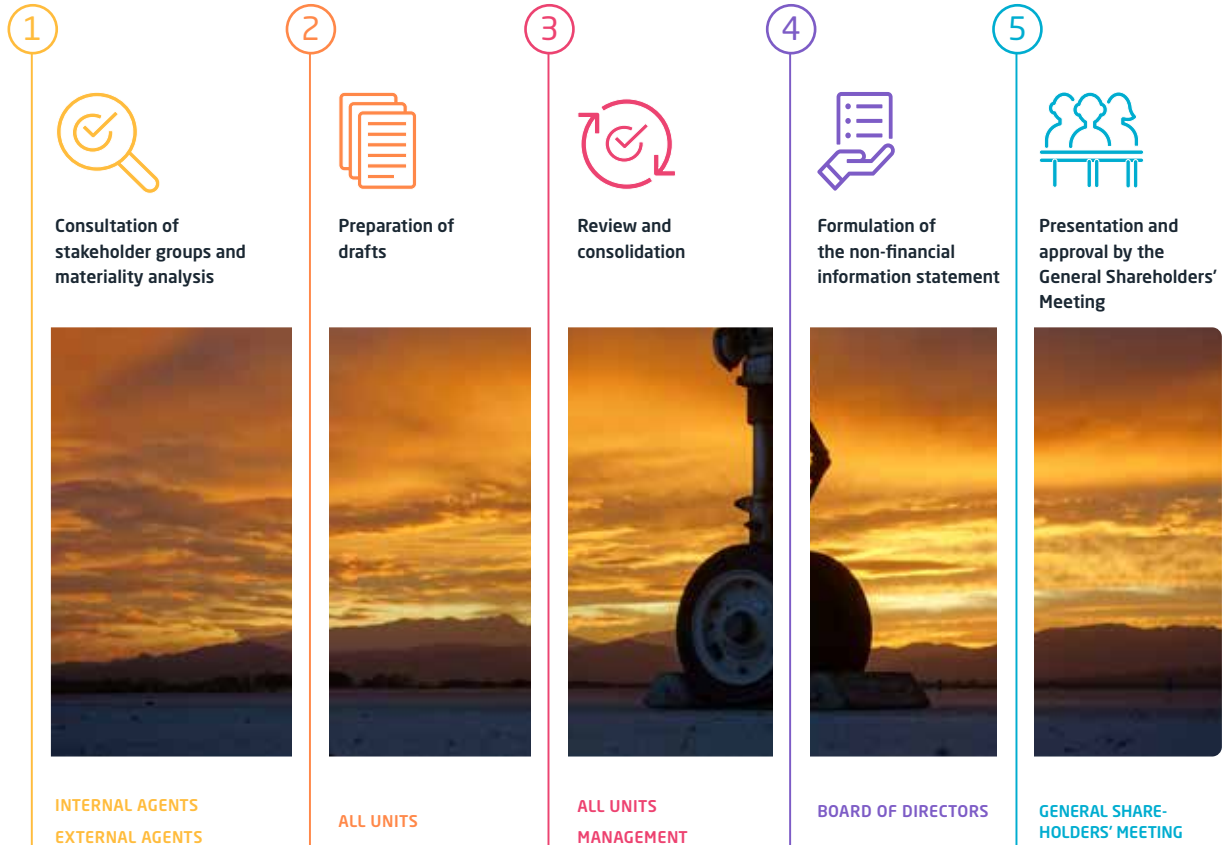 1
Consultation of
stakeholder groups and
materiality analysis
INTERNAL AGENTS
EXTERNAL AGENTS
2
Preparation of
drafts
ALL UNITS
3
Review and
consolidation
ALL UNITS
MANAGEMENT
4
Formulation of
the non-financial
information statement
BOARD OF DIRECTORS
5
Presentation and
approval by the
General Shareholders'
Meeting
GENERAL SHARE-
HOLDERS' MEETING